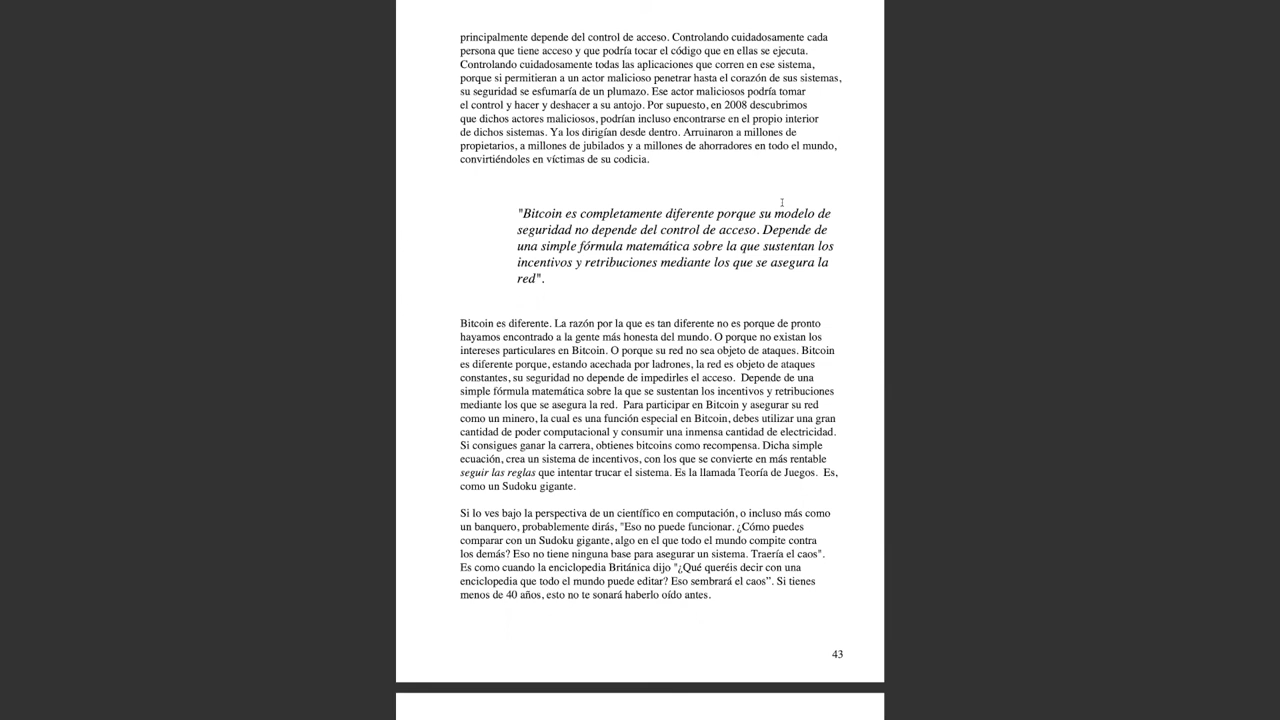 principalmente depende del control de acceso. Controlando cuidadosamente cada
persona que tiene acceso y que podría tocar el código que en ellas se ejecuta.
Controlando cuidadosamente todas las aplicaciones que corren en ese sistema,
porque si permitieran a un actor malicioso penetrar hasta el corazón de sus sistemas,
su seguridad se esfumaría de un plumazo. Ese actor maliciosos podría tomar
el control y hacer y deshacer a su antojo. Por supuesto, en 2008 descubrimos
que dichos actores maliciosos, podrían incluso encontrarse en el propio interior
de dichos sistemas. Ya los dirigían desde dentro. Arruinaron a millones de
propietarios, a millones de jubilados y a millones de ahorradores en todo el mundo,
convirtiéndoles en víctimas de su codicia.
"Bitcoin es completamente diferente porque su modelo de
seguridad no depende del control de acceso. Depende de
una simple fórmula matemática sobre la que sustentan los
incentivos y retribuciones mediante los que se asegura la
red".
Bitcoin es diferente. La razón por la que es tan diferente no es porque de pronto
hayamos encontrado a la gente más honesta del mundo. O porque no existan los
intereses particulares en Bitcoin. O porque su red no sea objeto de ataques. Bitcoin
es diferente porque, estando acechada por ladrones, la red es objeto de ataques
constantes, su seguridad no depende de impedirles el acceso.  Depende de una
simple fórmula matemática sobre la que se sustentan los incentivos y retribuciones
mediante los que se asegura la red.  Para participar en Bitcoin y asegurar su red
como un minero, la cual es una función especial en Bitcoin, debes utilizar una gran
cantidad de poder computacional y consumir una inmensa cantidad de electricidad.
Si consigues ganar la carrera, obtienes bitcoins como recompensa. Dicha simple
ecuación, crea un sistema de incentivos, con los que se convierte en más rentable
seguir las reglas que intentar trucar el sistema. Es la llamada Teoría de Juegos.  Es,
como un Sudoku gigante.
Si lo ves bajo la perspectiva de un científico en computación, o incluso más como
un banquero, probablemente dirás, "Eso no puede funcionar. ¿Cómo puedes
comparar con un Sudoku gigante, algo en el que todo el mundo compite contra
los demás? Eso no tiene ninguna base para asegurar un sistema. Traería el caos".
Es como cuando la enciclopedia Británica dijo "¿Qué queréis decir con una
enciclopedia que todo el mundo puede editar? Eso sembrará el caos”. Si tienes
menos de 40 años, esto no te sonará haberlo oído antes.
43